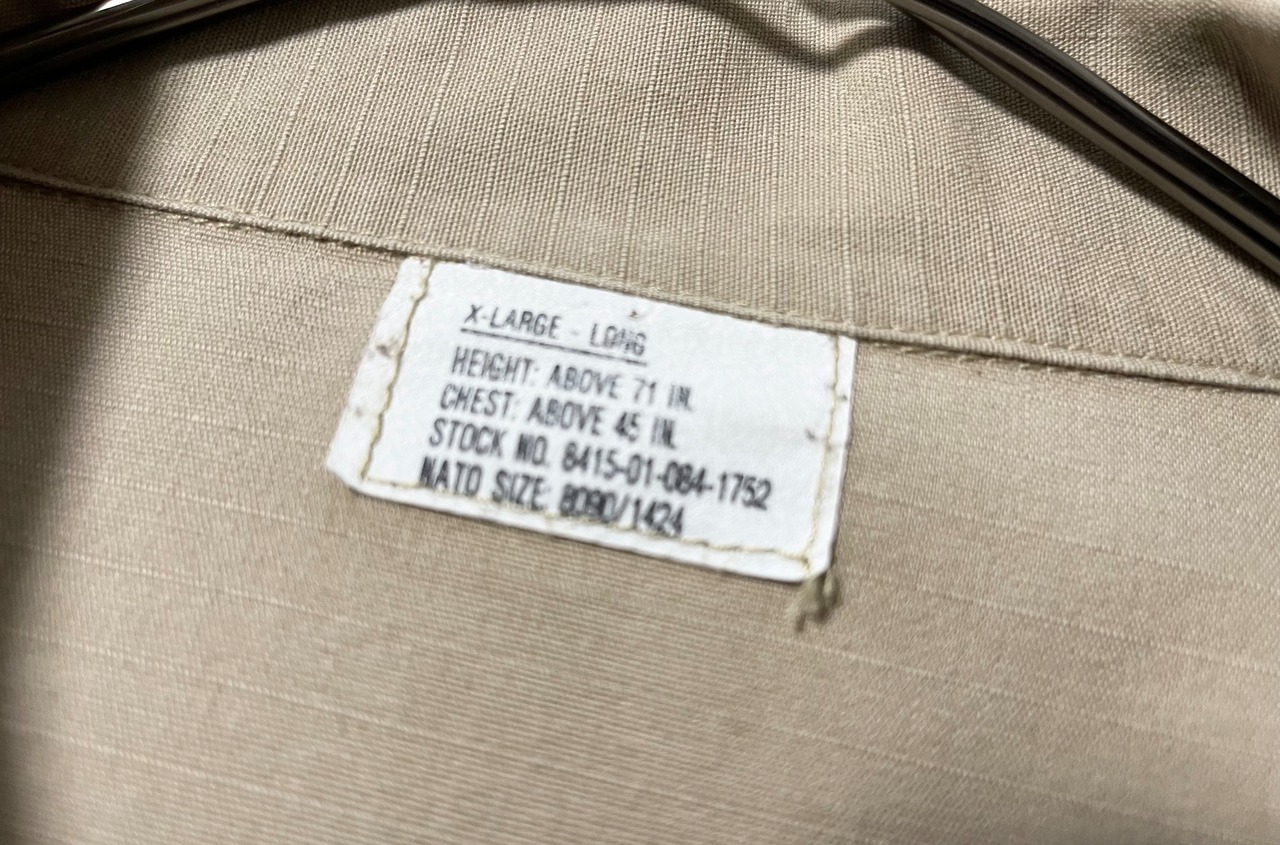 X-LARGE - LONG
HEIGHT: ABOVE 71 IN.
CHEST: ABOVE 45 IN.
STOCK NO. 8415-01-084-1752
NATO SIZE: 8090/1424